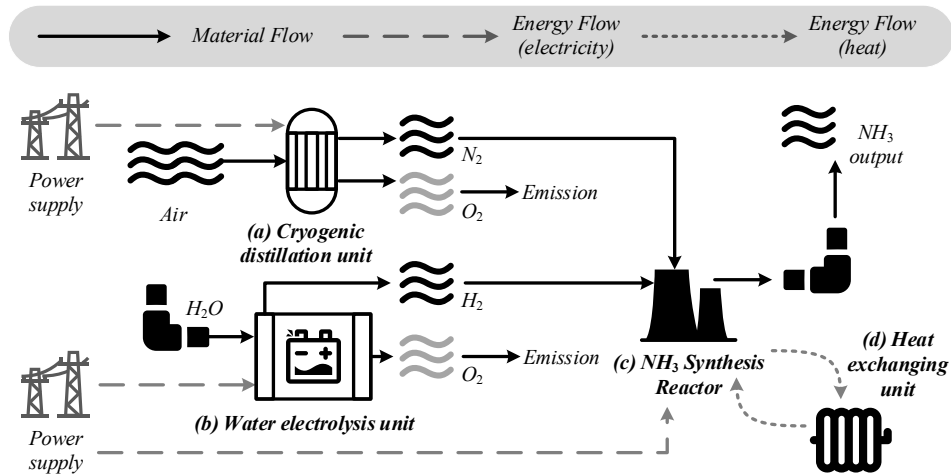 Material Flow
Energy Flow
(electricity)
Energy Flow
(heat)
Power
supply
Air
(a) Cryogenic
distillation unit
N2
O2
Emission
NH3
output
H2O
H2
O2
Emission
(b) Water electrolysis unit
(c) NH3 Synthesis
Reactor
(d) Heat
exchanging
unit
Power
supply